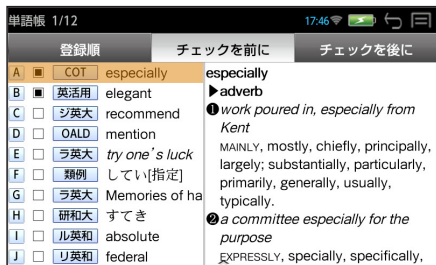 単語帳 1/12
17:46
登録順 チェックを前に チェックを後に
A COT especially
B 英活用 elegant
C ジ英大 recommend
D OALD mention
E ラ英大 try one's luck
F 類例 してい[指定]
G ラ英大 Memories of ha
H 研和大 すてき
I ル英和 absolute
J リ英和 federal
especially
▶adverb
❶work poured in, especially from
Kent
MAINLY, mostly, chiefly, principally,
largely; substantially, particularly,
primarily, generally, usually,
typically.
❷a committee especially for the
purpose
EXPRESSLY, specially, specifically,